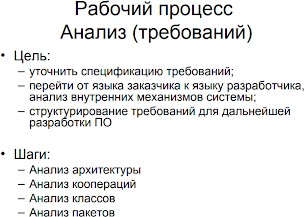 Рабочий процесс
Анализ (требований)
• Цель:
– уточнить спецификацию требований;
– перейти от языка заказчика к языку разработчика,
анализ внутренних механизмов системы;
– структурирование требований для дальнейшей
разработки ПО
• Шаги:
– Анализ архитектуры
– Анализ коопераций
– Анализ классов
– Анализ пакетов